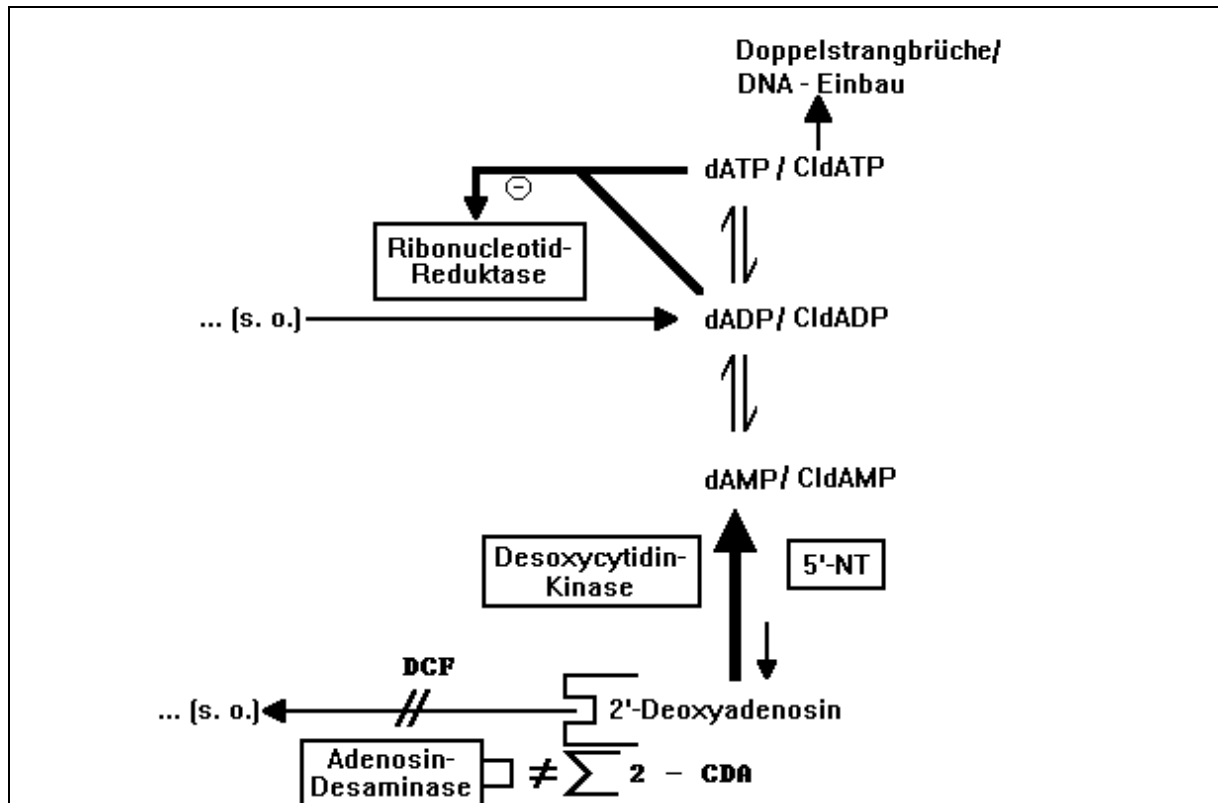 Doppelstrangbrüche/
DNA - Einbau
dATP / CldATP
⊖
Ribonucleotid-
Reduktase
... (s. o.)
dADP/ CldADP
dAMP/ CldAMP
Desoxycytidin-
Kinase
5'-NT
DCF
... (s. o.)
2'-Deoxyadenosin
Adenosin-
Desaminase
≠ 2 - CDA